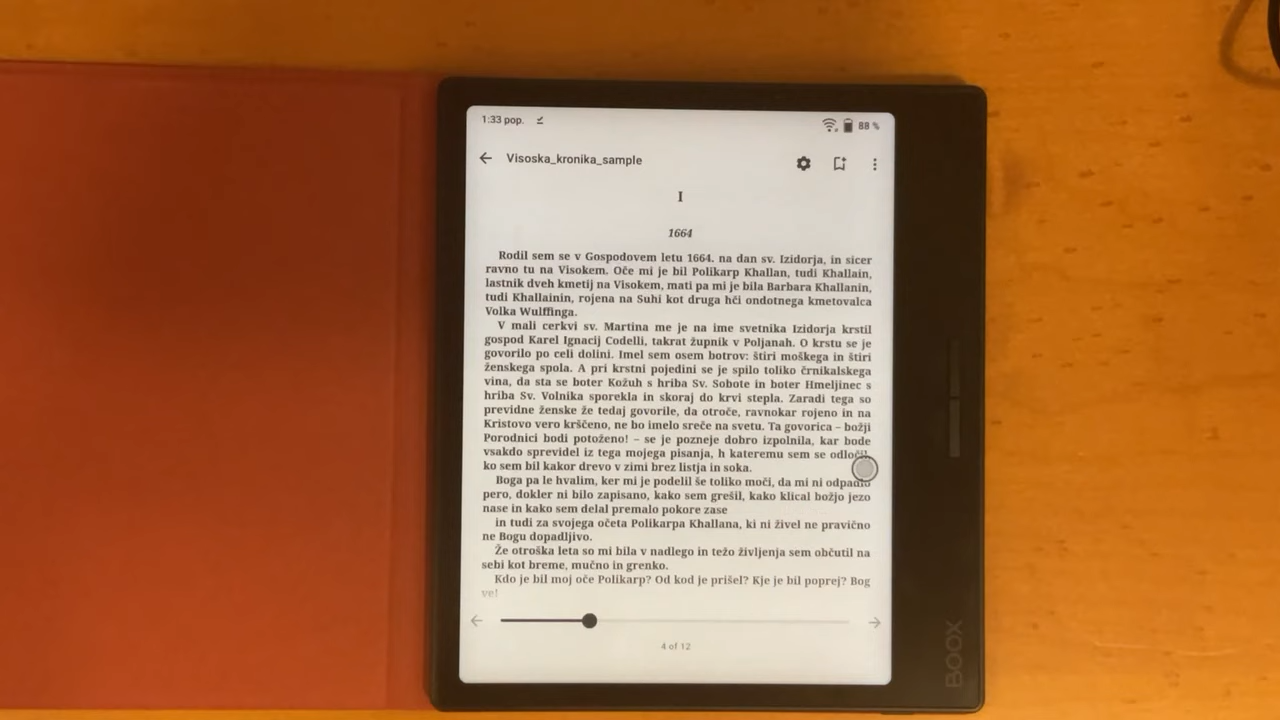 1:33 pop.
88 %
Visoska_kronika_sample
I
1664
Rodil sem se v Gospodovem letu 1664. na dan sv. Izidorja, in sicer
ravno tu na Visokem. Oče mi je bil Polikarp Khallan, tudi Khallain,
lastnik dveh kmetij na Visokem, mati pa mi je bila Barbara Khallanin,
tudi Khallainin, rojena na Suhi kot druga hči ondotnega kmetovalca
Volka Wulffinga.
V mali cerkvi sv. Martina me je na ime svetnika Izidorja krstil
gospod Karel Ignacij Codelli, takrat župnik v Poljanah. O krstu se je
govorilo po celi dolini. Imel sem osem botrov: štiri moškega in štiri
ženskega spola. A pri krstni pojedini se je spilo toliko črnikalskega
vina, da sta se boter Kožuh s hriba Sv. Sobote in boter Hmeljinec s
hriba Sv. Volnika sporekla in skoraj do krvi stepla. Zaradi tega so
previdne ženske že tedaj govorile, da otroče, ravnokar rojeno in na
Kristovo vero krščeno, ne bo imelo sreče na svetu. Ta govorica – božji
Porodnici bodi potoženo! – se je pozneje dobro izpolnila, kar bode
vsakdo sprevidel iz tega mojega pisanja, h kateremu sem se
ko sem bil kakor drevo v zimi brez listja in soka.
Boga pa le hvalim, ker mi je podelil še toliko moči, da mi ni
pero, dokler ni bilo zapisano, kako sem grešil, kako klical božjo jezo
nase in kako sem delal premalo pokore zase
in tudi za svojega očeta Polikarpa Khallana, ki ni živel ne pravično
ne Bogu dopadljivo.
Že otroška leta so mi bila v nadlego in težo življenja sem občutil na
sebi kot breme, mučno in grenko.
Kdo je bil moj oče Polikarp? Od kod je prišel? Kje je bil poprej? Bog
ve!
4 of 12
BOOX